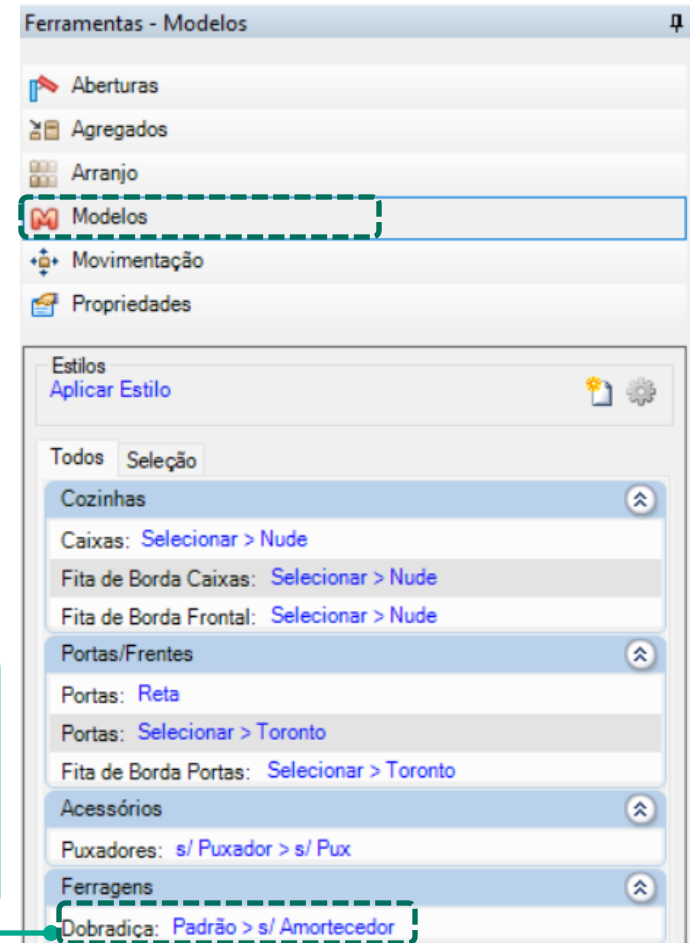 Ferramentas - Modelos
Aberturas
Agregados
Arranjo
Modelos
Movimentação
Propriedades
Estilos
Aplicar Estilo
Todos Seleção
Cozinhas
Caixas: Selecionar > Nude
Fita de Borda Caixas: Selecionar > Nude
Fita de Borda Frontal: Selecionar > Nude
Portas/Frentes
Portas: Reta
Portas: Selecionar > Toronto
Fita de Borda Portas: Selecionar > Toronto
Acessórios
Puxadores: s/ Puxador > s/ Pux
Ferragens
Dobradiça: Padrão > s/ Amortecedor